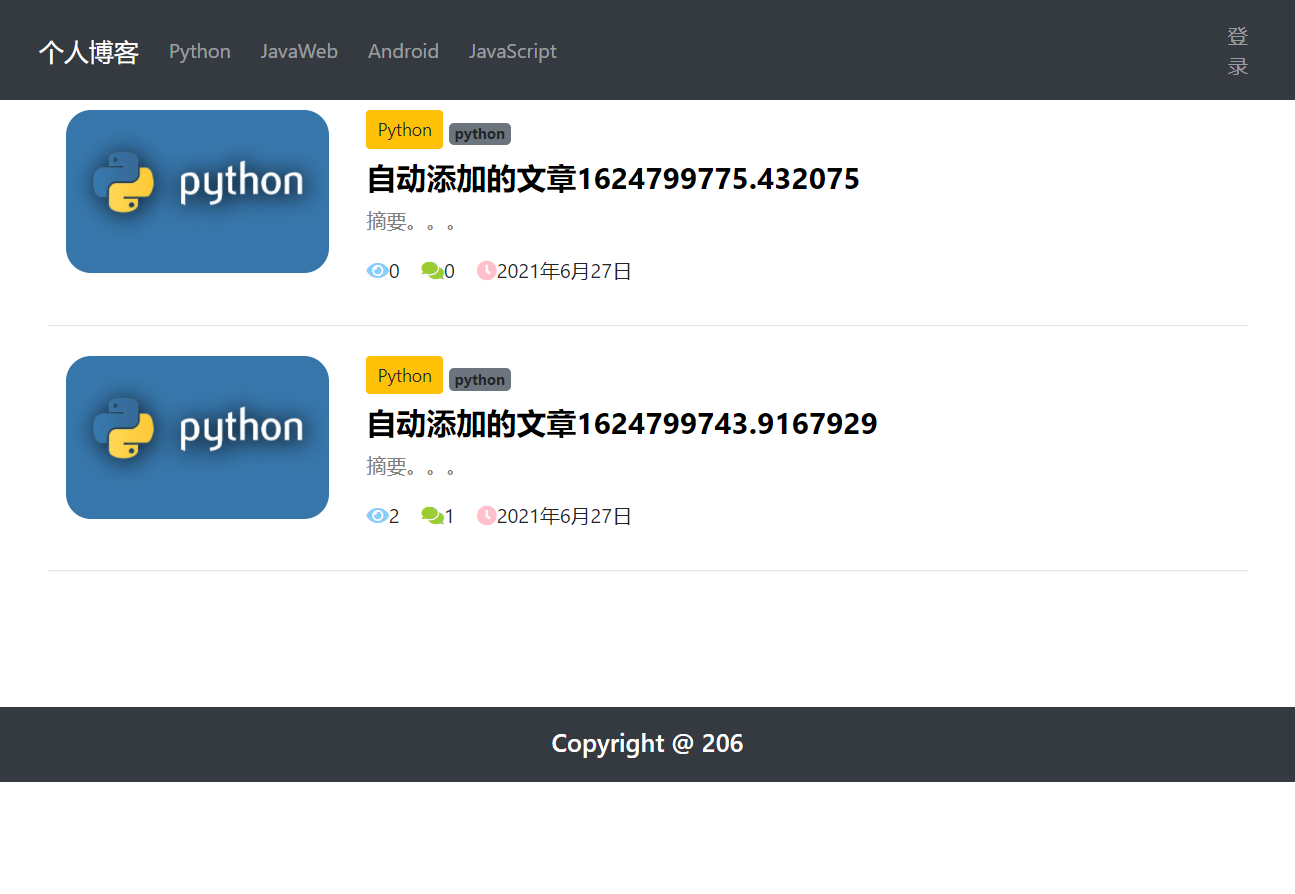 个人博客 Python JavaWeb Android JavaScript 登
录
python
Python python
自动添加的文章1624799775.432075
摘要。。。
0 0 2021年6月27日
python
Python python
自动添加的文章1624799743.9167929
摘要。。。
2 1 2021年6月27日
Copyright @ 206